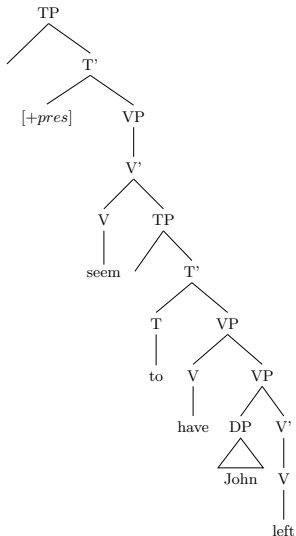 TP
T'
[+pres] VP
V'
V TP
seem T'
T VP
to V VP
have DP V'
John V
left